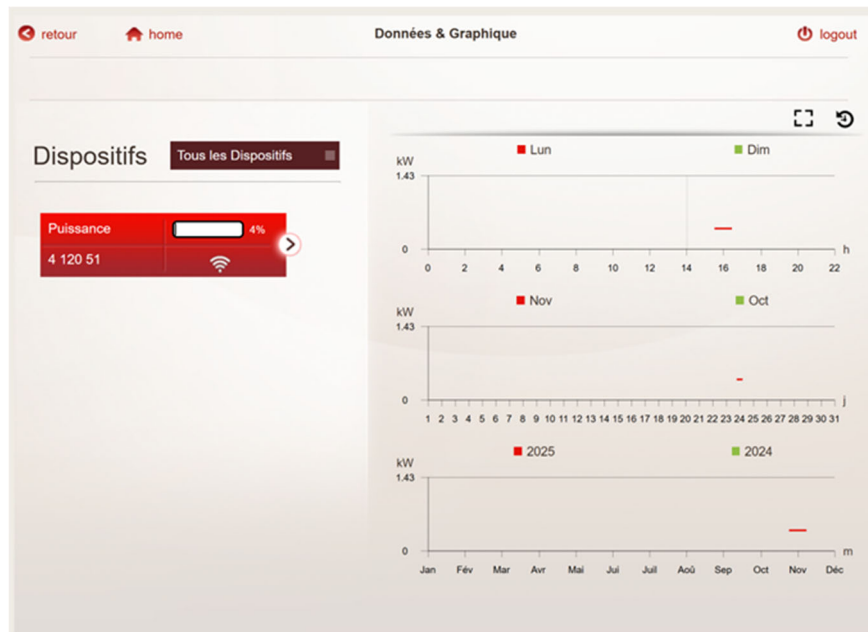 retour home Données & Graphique logout
Dispositifs Tous les Dispositifs
Puissance 4%
4 120 51
Lun Dim
kW
1.43
0
0 2 4 6 8 10 12 14 16 18 20 22 h
Nov Oct
kW
1.43
0
1 2 3 4 5 6 7 8 9 10 11 12 13 14 15 16 17 18 19 20 21 22 23 24 25 26 27 28 29 30 31 j
2025 2024
kW
1.43
0
Jan Fév Mar Avr Mai Jui Juil Aoû Sep Oct Nov Déc m